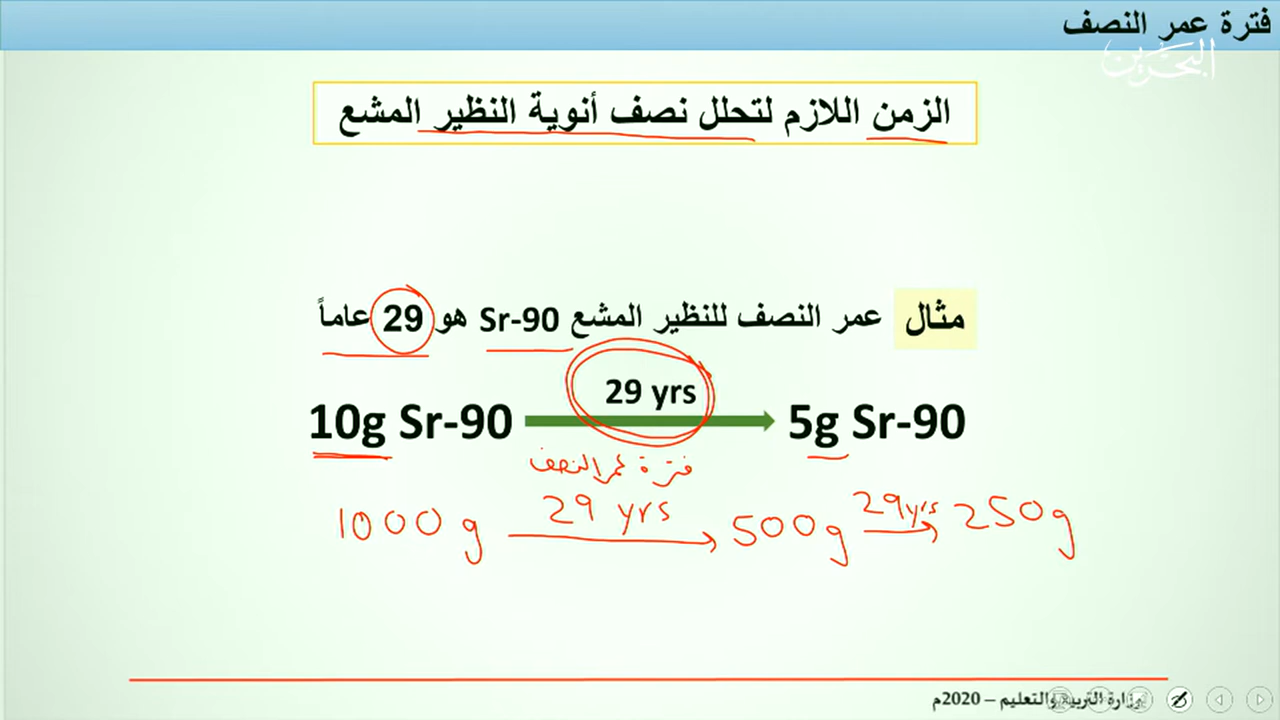 فترة عمر النصف
البحرين
الزمن اللازم لتحلل نصف أنوية النظير المشع
مثال عمر النصف للنظير المشع Sr-90 هو 29 عاماً
10g Sr-90 29 yrs 5g Sr-90
فترة عمر النصف
1000 g 29 yrs 500g 29yrs 250g
وزارة التربية والتعليم – 2020م